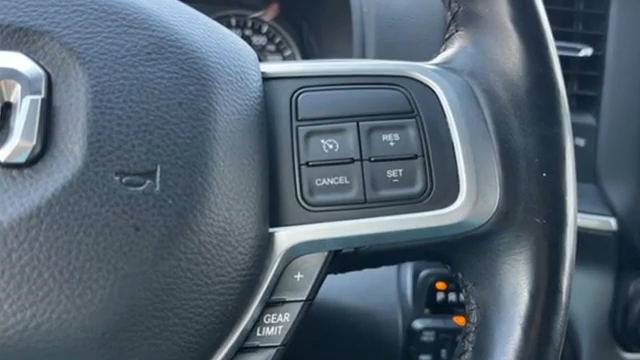 RES
+
CANCEL
SET
−
+
GEAR
LIMIT